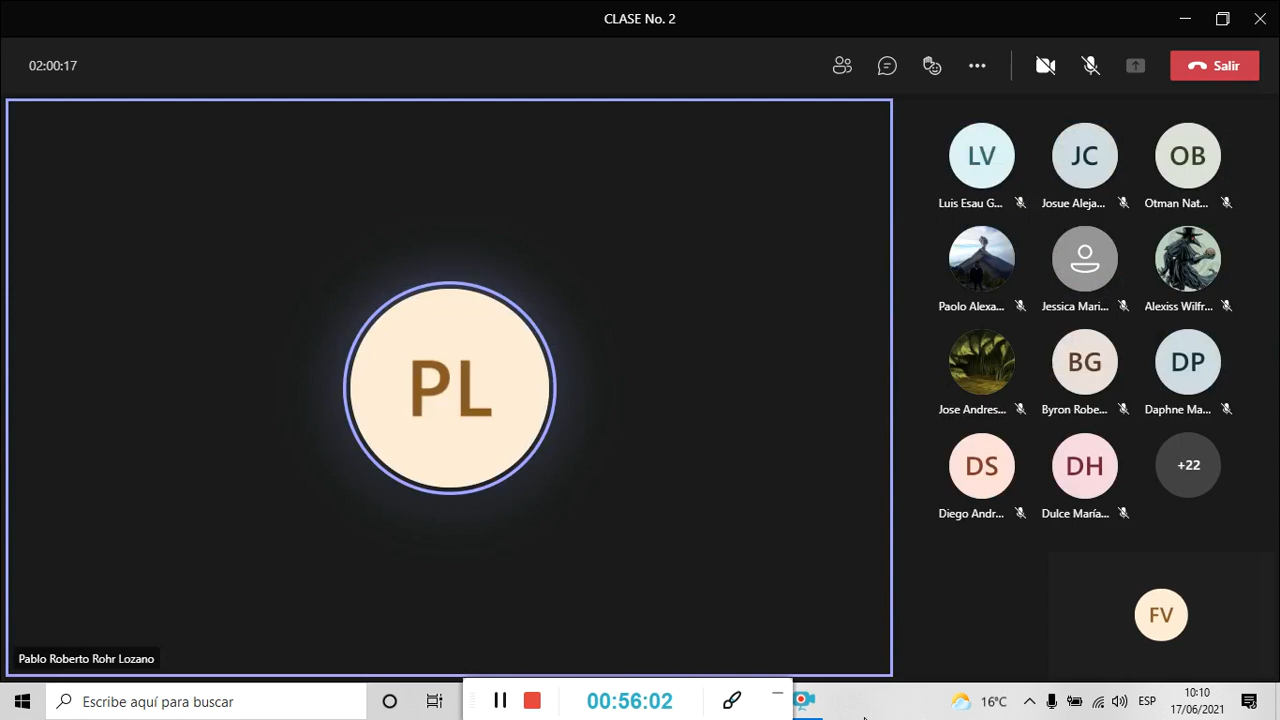 CLASE No. 2
02:00:17
Salir
LV
JC
OB
Luis Esau G...
Josue Aleja...
Otman Nat...
Paolo Alexa...
Jessica Mari...
Alexiss Wilfr...
BG
DP
Jose Andres...
Byron Robe...
Daphne Ma...
DS
DH
+22
Diego Andr...
Dulce María...
PL
FV
Pablo Roberto Rohr Lozano
Escribe aquí para buscar
00:56:02
16°C
ESP
10:10
17/06/2021